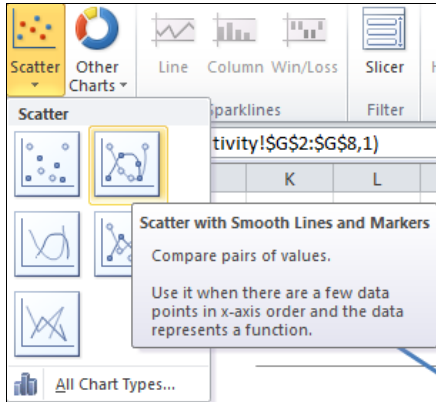 Scatter
Other Charts
Line
Column
Win/Loss
Slicer
Sparklines
Filter
Scatter
tivity!$G$2:$G$8,1)
K
L
Scatter with Smooth Lines and Markers
Compare pairs of values.
Use it when there are a few data
points in x-axis order and the data
represents a function.
All Chart Types...